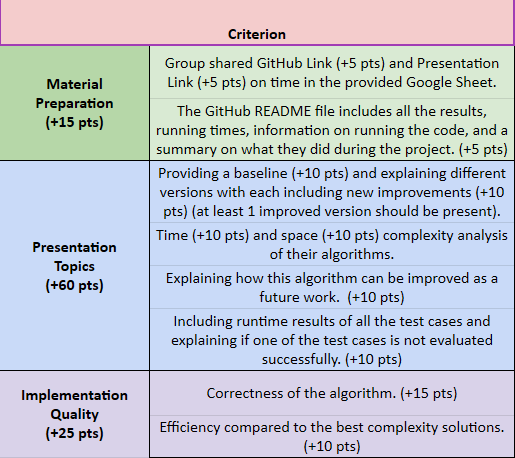 Criterion
Material
Preparation
(+15 pts)
Group shared GitHub Link (+5 pts) and Presentation
Link (+5 pts) on time in the provided Google Sheet.
The GitHub README file includes all the results,
running times, information on running the code, and a
summary on what they did during the project. (+5 pts)
Presentation
Topics
(+60 pts)
Providing a baseline (+10 pts) and explaining different
versions with each including new improvements (+10
pts) (at least 1 improved version should be present).
Time (+10 pts) and space (+10 pts) complexity analysis
of their algorithms.
Explaining how this algorithm can be improved as a
future work. (+10 pts)
Including runtime results of all the test cases and
explaining if one of the test cases is not evaluated
successfully. (+10 pts)
Implementation
Quality
(+25 pts)
Correctness of the algorithm. (+15 pts)
Efficiency compared to the best complexity solutions.
(+10 pts)